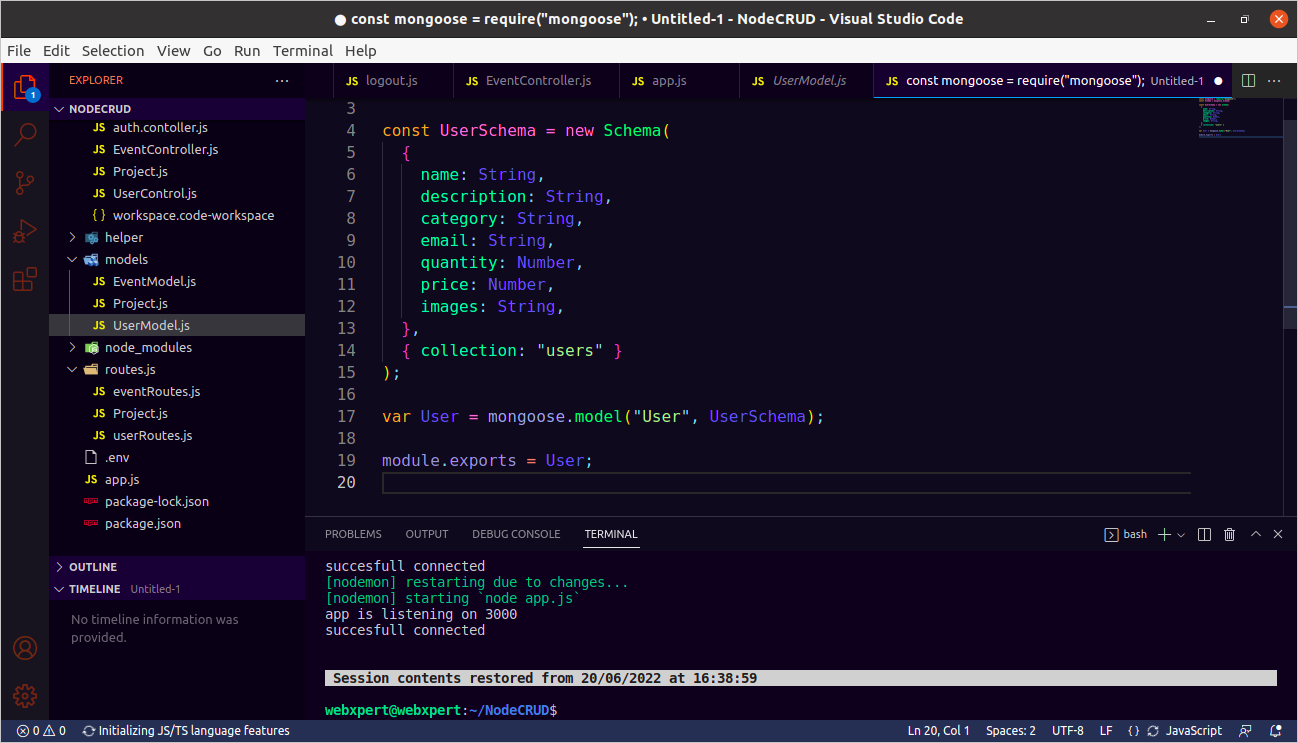 ● const mongoose = require("mongoose"); • Untitled-1 - NodeCRUD - Visual Studio Code
File Edit Selection View Go Run Terminal Help
1
EXPLORER
NODECRUD
JS auth.contoller.js
JS EventController.js
JS Project.js
JS UserControl.js
{ } workspace.code-workspace
helper
models
JS EventModel.js
JS Project.js
JS UserModel.js
node_modules
routes.js
JS eventRoutes.js
JS Project.js
JS userRoutes.js
.env
JS app.js
package-lock.json
package.json
OUTLINE
TIMELINE Untitled-1
No timeline information was
provided.
JS logout.js JS EventController.js JS app.js JS UserModel.js JS const mongoose = require("mongoose"); Untitled-1 ●
3
4 const UserSchema = new Schema(
5 {
6 name: String,
7 description: String,
8 category: String,
9 email: String,
10 quantity: Number,
11 price: Number,
12 images: String,
13 },
14 { collection: "users" }
15 );
16
17 var User = mongoose.model("User", UserSchema);
18
19 module.exports = User;
20
PROBLEMS OUTPUT DEBUG CONSOLE TERMINAL bash
succesfull connected
[nodemon] restarting due to changes...
[nodemon] starting `node app.js`
app is listening on 3000
succesfull connected
Session contents restored from 20/06/2022 at 16:38:59
webxpert@webxpert:~/NodeCRUD$
0 0 Initializing JS/TS language features Ln 20, Col 1 Spaces: 2 UTF-8 LF { } JavaScript